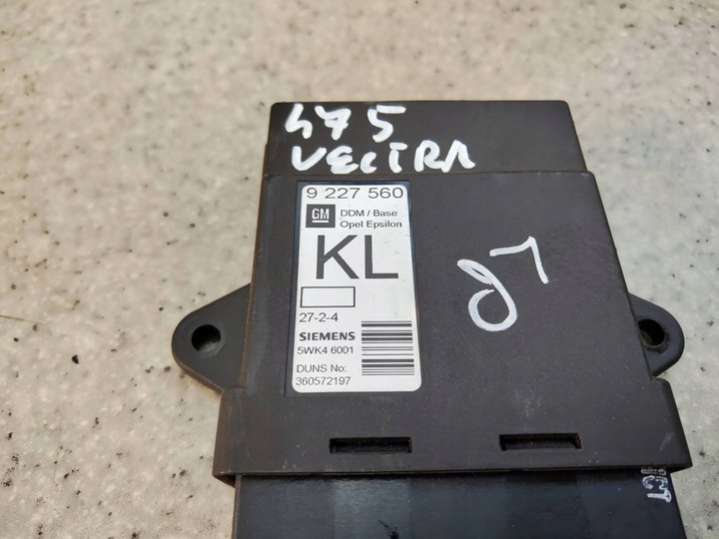 475
VECTRA
9 227 560
GM
DDM / Base
Opel Epsilon
KL
27-2-4
SIEMENS
5WK4 6001
DUNS No:
360572197